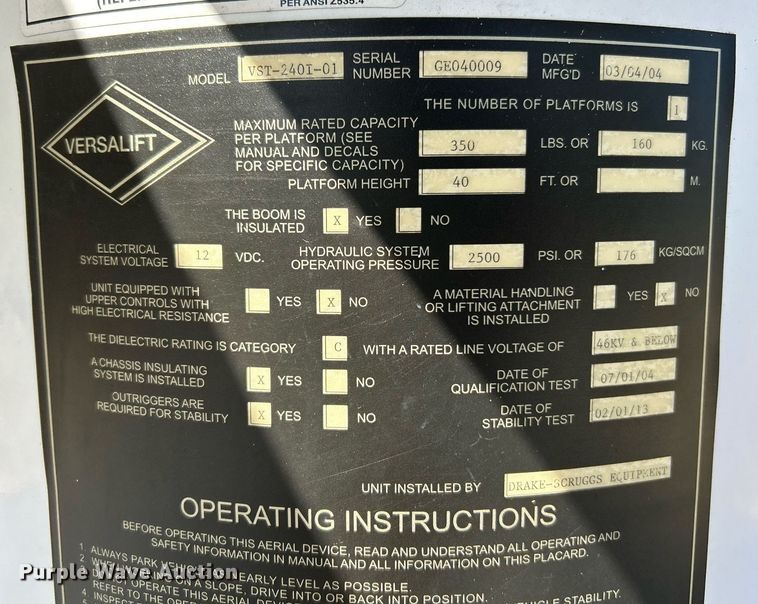 PER ANSI Z535.4
MODEL VST-240I-01 SERIAL NUMBER GE040009 DATE MFG'D 03/04/04
THE NUMBER OF PLATFORMS IS 1
VERSALIFT
MAXIMUM RATED CAPACITY
PER PLATFORM (SEE
MANUAL AND DECALS
FOR SPECIFIC CAPACITY) 350 LBS. OR 160 KG.
PLATFORM HEIGHT 40 FT. OR M.
THE BOOM IS
INSULATED X YES NO
ELECTRICAL
SYSTEM VOLTAGE 12 VDC.
HYDRAULIC SYSTEM
OPERATING PRESSURE 2500 PSI. OR 176 KG/SQCM
UNIT EQUIPPED WITH
UPPER CONTROLS WITH
HIGH ELECTRICAL RESISTANCE YES X NO
A MATERIAL HANDLING
OR LIFTING ATTACHMENT
IS INSTALLED YES X NO
THE DIELECTRIC RATING IS CATEGORY C WITH A RATED LINE VOLTAGE OF 46KV & BELOW
A CHASSIS INSULATING
SYSTEM IS INSTALLED X YES NO
DATE OF
QUALIFICATION TEST 07/01/04
OUTRIGGERS ARE
REQUIRED FOR STABILITY X YES NO
DATE OF
STABILITY TEST 02/01/13
UNIT INSTALLED BY DRAKE-SCRUGGS EQUIPMENT
OPERATING INSTRUCTIONS
BEFORE OPERATING THIS AERIAL DEVICE, READ AND UNDERSTAND ALL OPERATING AND
SAFETY INFORMATION IN MANUAL AND ALL INFORMATION ON THIS PLACARD.
1. ALWAYS PARK VEHICLE NEARLY LEVEL AS POSSIBLE.
2. ON A SLOPE, DRIVE INTO OR BACK INTO POSITION.
OPERATE THIS AERIAL VEHICLE STABILITY.
4 REFER TO THE
INSPECT
Purple Wave Auction